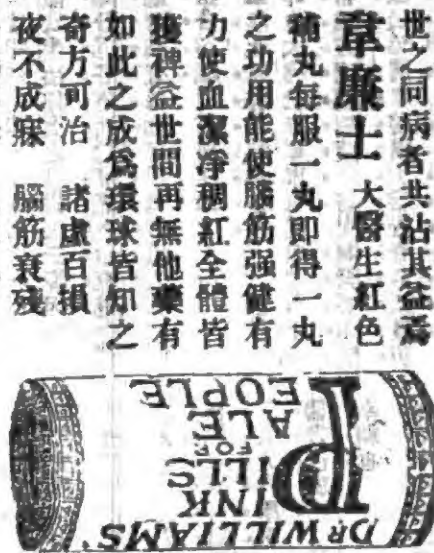 世之同病者共沾其益焉
韋廉士 大醫生紅色
補丸每服一丸即得一丸
之功用能使腦筋强健有
力使血潔凈稠紅全體皆
獲裨益世間再無他藥有
如此之成爲環球皆知之
奇方可治 諸虛百損
夜不成寐 腦筋衰殘
DR WILLIAMS'
PINK
PILLS
FOR
PALE
PEOPLE